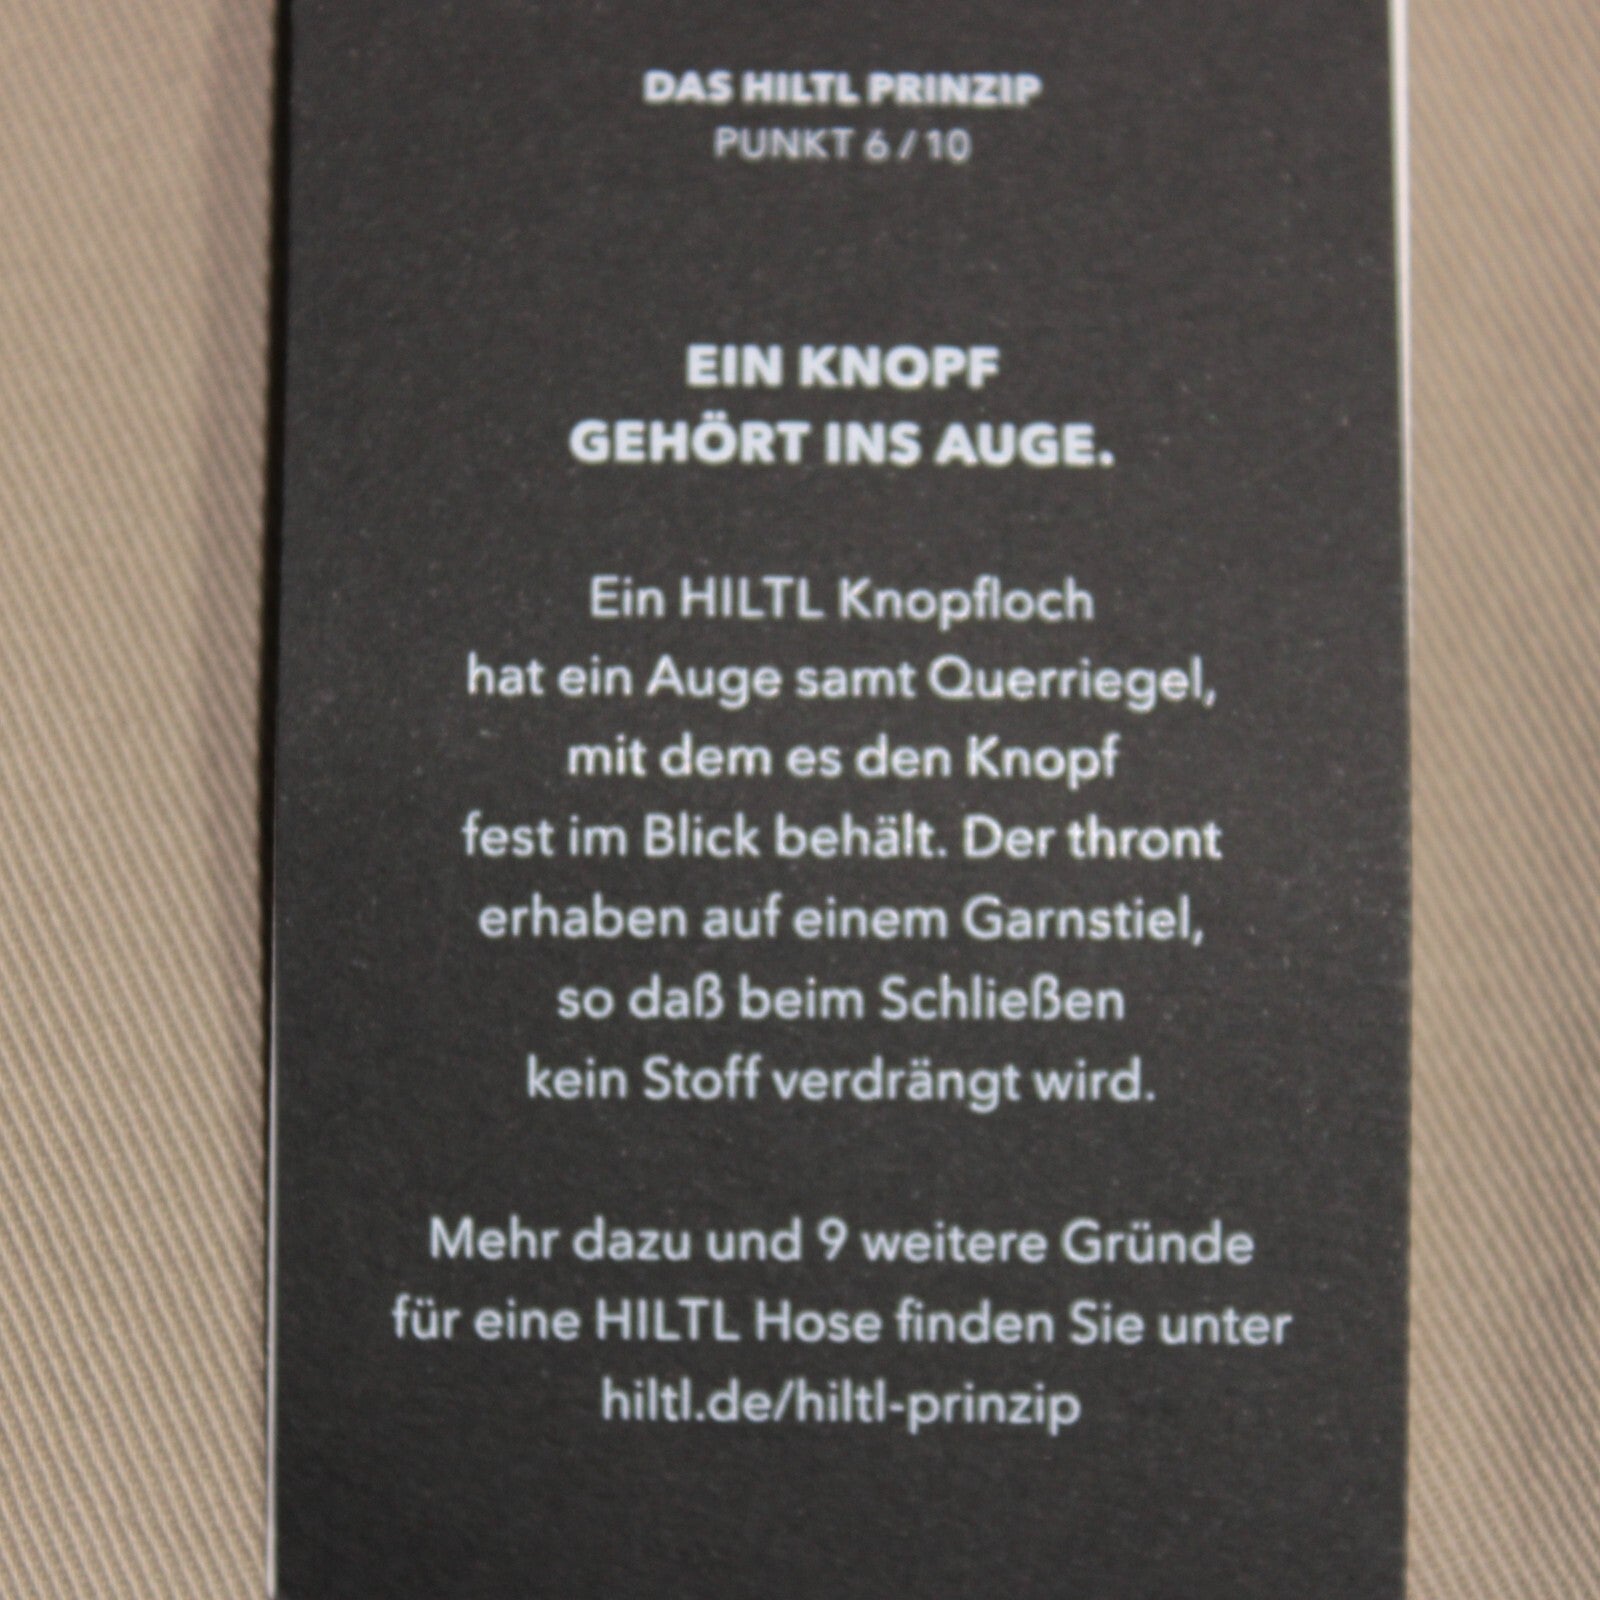 DAS HILTL PRINZIP
PUNKT 6 / 10
EIN KNOPF
GEHÖRT INS AUGE.
Ein HILTL Knopfloch
hat ein Auge samt Querriegel,
mit dem es den Knopf
fest im Blick behält. Der thront
erhaben auf einem Garnstiel,
so daß beim Schließen
kein Stoff verdrängt wird.
Mehr dazu und 9 weitere Gründe
für eine HILTL Hose finden Sie unter
hiltl.de/hiltl-prinzip